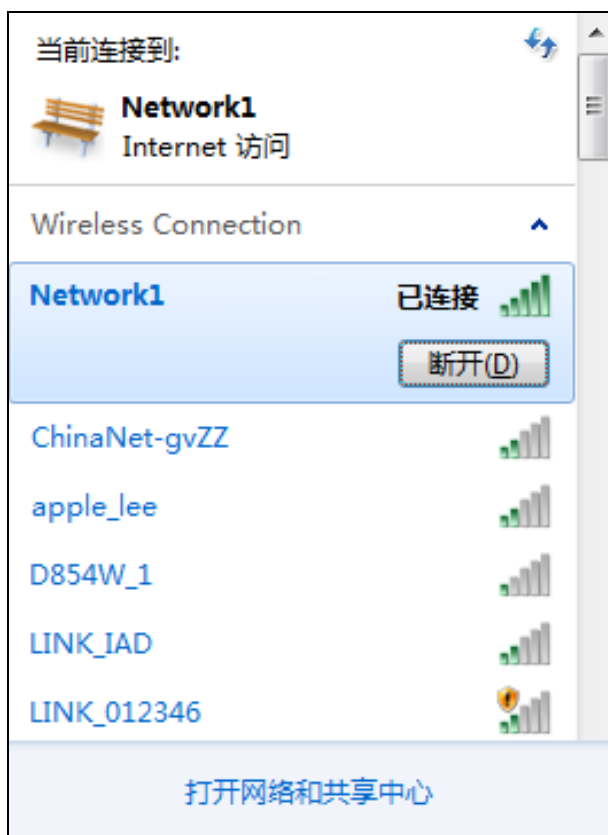 当前连接到:
Network1
Internet 访问
Wireless Connection
Network1 已连接
断开(D)
ChinaNet-gvZZ
apple_lee
D854W_1
LINK_IAD
LINK_012346
打开网络和共享中心